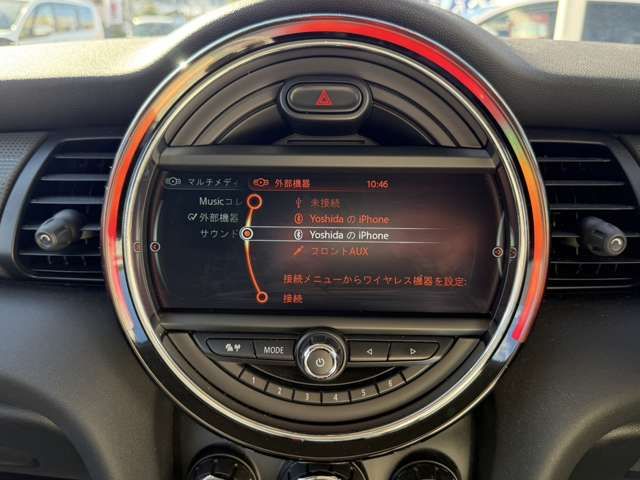 マルチメディ
外部機器
10:46
Musicコレ
未接続
外部機器
Yoshida の iPhone
サウンド
Yoshida の iPhone
フロントAUX
接続メニューからワイヤレス機器を設定:
接続
MODE
1 2 3 4 5 6